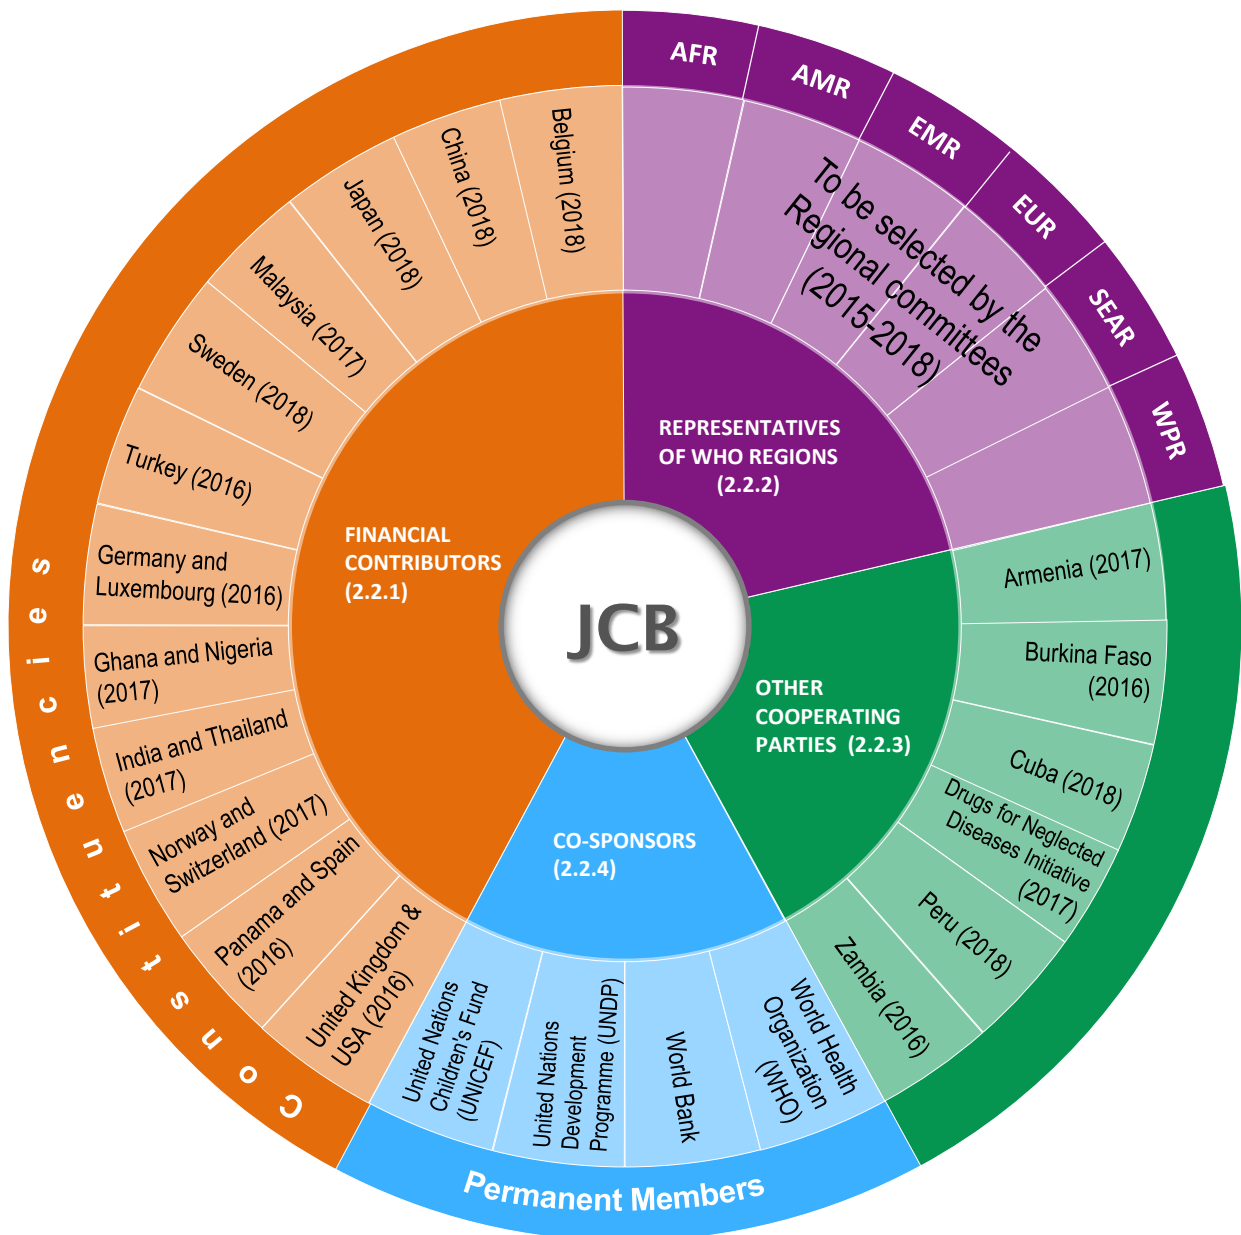 AFR
AMR
EMR
EUR
SEAR
WPR
To be selected by the
Regional committees
(2015-2018)
REPRESENTATIVES
OF WHO REGIONS
(2.2.2)
Armenia (2017)
Burkina Faso
(2016)
Cuba (2018)
Drugs for Neglected
Diseases Initiative
(2017)
Peru (2018)
Zambia (2016)
OTHER
COOPERATING
PARTIES (2.2.3)
World Health
Organization
(WHO)
World Bank
United Nations
Development
Programme (UNDP)
United Nations
Children's Fund
(UNICEF)
CO-SPONSORS
(2.2.4)
Permanent Members
United Kingdom &
USA (2016)
Panama and Spain
(2016)
Norway and
Switzerland (2017)
India and Thailand
(2017)
Ghana and Nigeria
(2017)
Germany and
Luxembourg (2016)
Turkey (2016)
Sweden (2018)
Malaysia (2017)
Japan (2018)
China (2018)
Belgium (2018)
FINANCIAL
CONTRIBUTORS
(2.2.1)
Constituencies
JCB